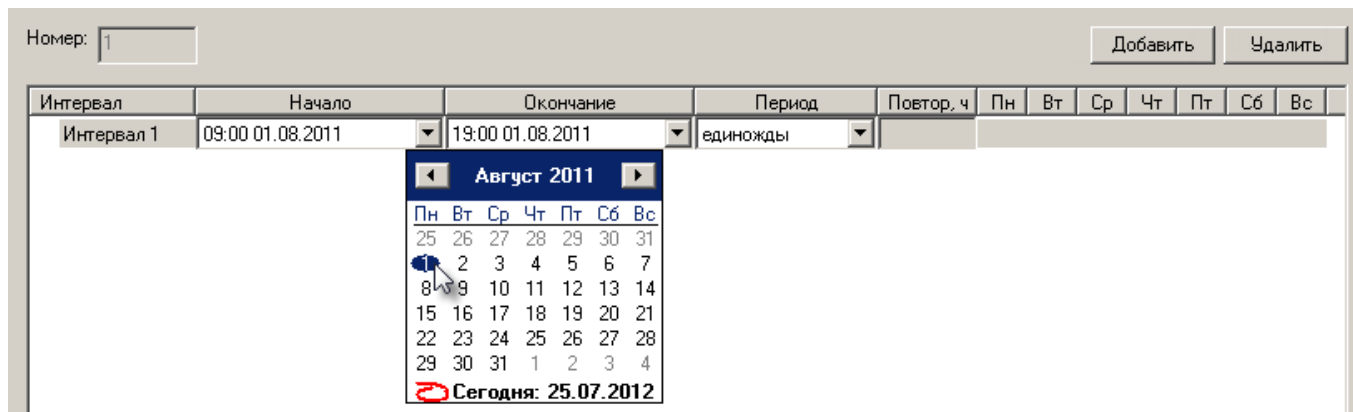 Номер: 1 Добавить Удалить
Интервал Начало Окончание Период Повтор, ч Пн Вт Ср Чт Пт Сб Вс
Интервал 1 09:00 01.08.2011 19:00 01.08.2011 единожды
Август 2011
Пн Вт Ср Чт Пт Сб Вс
25 26 27 28 29 30 31
1 2 3 4 5 6 7
8 9 10 11 12 13 14
15 16 17 18 19 20 21
22 23 24 25 26 27 28
29 30 31 1 2 3 4
Сегодня: 25.07.2012